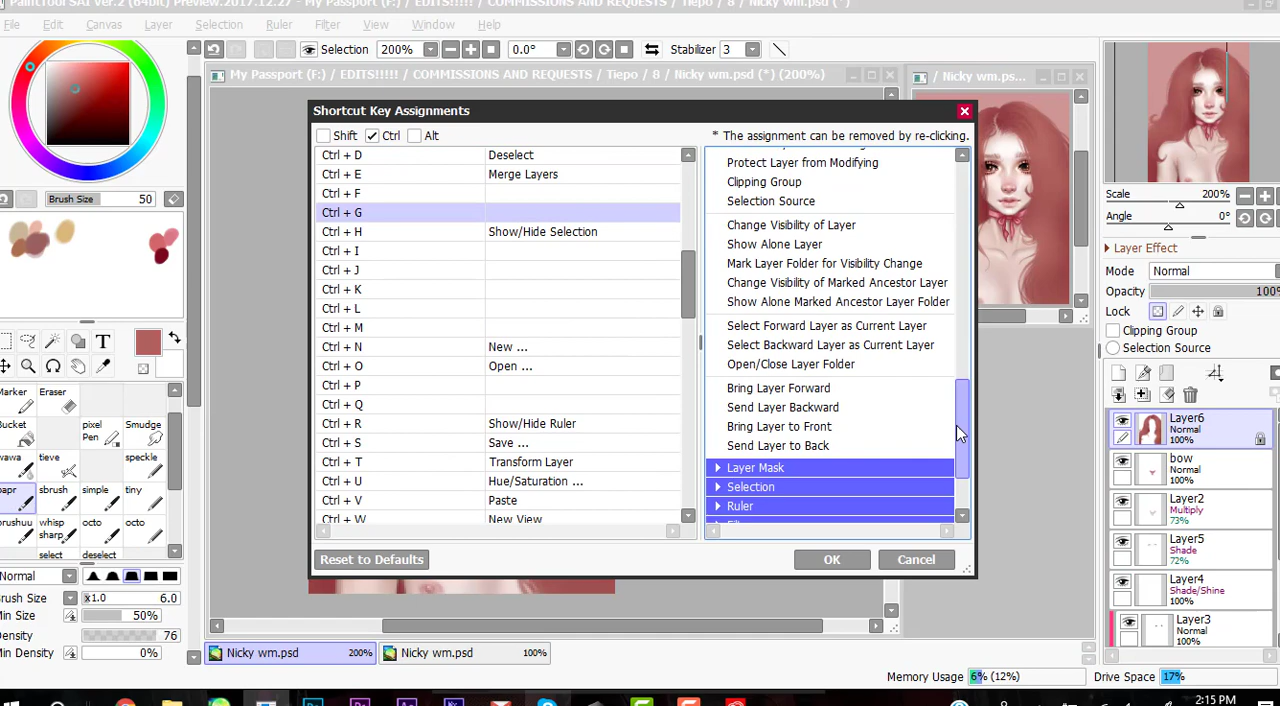 PaintTool SAI Ver.2 (64bit) Preview.2017.12.27 - My Passport (F:) / EDITS!!!!! / COMMISSIONS AND REQUESTS / Tiepo / 8 / Nicky wm.psd (*)
File Edit Canvas Layer Selection Ruler Filter View Window Help
Selection 200% 0.0° Stabilizer 3
My Passport (F:) / EDITS!!!!! / COMMISSIONS AND REQUESTS / Tiepo / 8 / Nicky wm.psd (*) (200%)
/ Nicky wm.ps...
Shortcut Key Assignments
Shift Ctrl Alt
* The assignment can be removed by re-clicking.
Ctrl + D Deselect
Ctrl + E Merge Layers
Ctrl + F
Ctrl + G
Ctrl + H Show/Hide Selection
Ctrl + I
Ctrl + J
Ctrl + K
Ctrl + L
Ctrl + M
Ctrl + N New ...
Ctrl + O Open ...
Ctrl + P
Ctrl + Q
Ctrl + R Show/Hide Ruler
Ctrl + S Save ...
Ctrl + T Transform Layer
Ctrl + U Hue/Saturation ...
Ctrl + V Paste
Ctrl + W New View
Protect Layer from Modifying
Clipping Group
Selection Source
Change Visibility of Layer
Show Alone Layer
Mark Layer Folder for Visibility Change
Change Visibility of Marked Ancestor Layer
Show Alone Marked Ancestor Layer Folder
Select Forward Layer as Current Layer
Select Backward Layer as Current Layer
Open/Close Layer Folder
Bring Layer Forward
Send Layer Backward
Bring Layer to Front
Send Layer to Back
Layer Mask
Selection
Ruler
Reset to Defaults
OK
Cancel
Brush Size 50
T
Marker Eraser
Bucket pixel Pen Smudge
wawa tieve speckle
papr sbrush simple tiny
brushuu whisp sharp octo octo
select deselect
Normal
Brush Size x1.0 6.0
Min Size 50%
Density 76
Min Density 0%
Scale 200%
Angle 0°
Layer Effect
Mode Normal
Opacity 100%
Lock
Clipping Group
Selection Source
Layer6
Normal
100%
bow
Normal
100%
Layer2
Multiply
73%
Layer5
Shade
72%
Layer4
Shade/Shine
100%
Layer3
Normal
100%
Nicky wm.psd 200%
Nicky wm.psd 100%
Memory Usage 6% (12%)
Drive Space 17%
2:15 PM